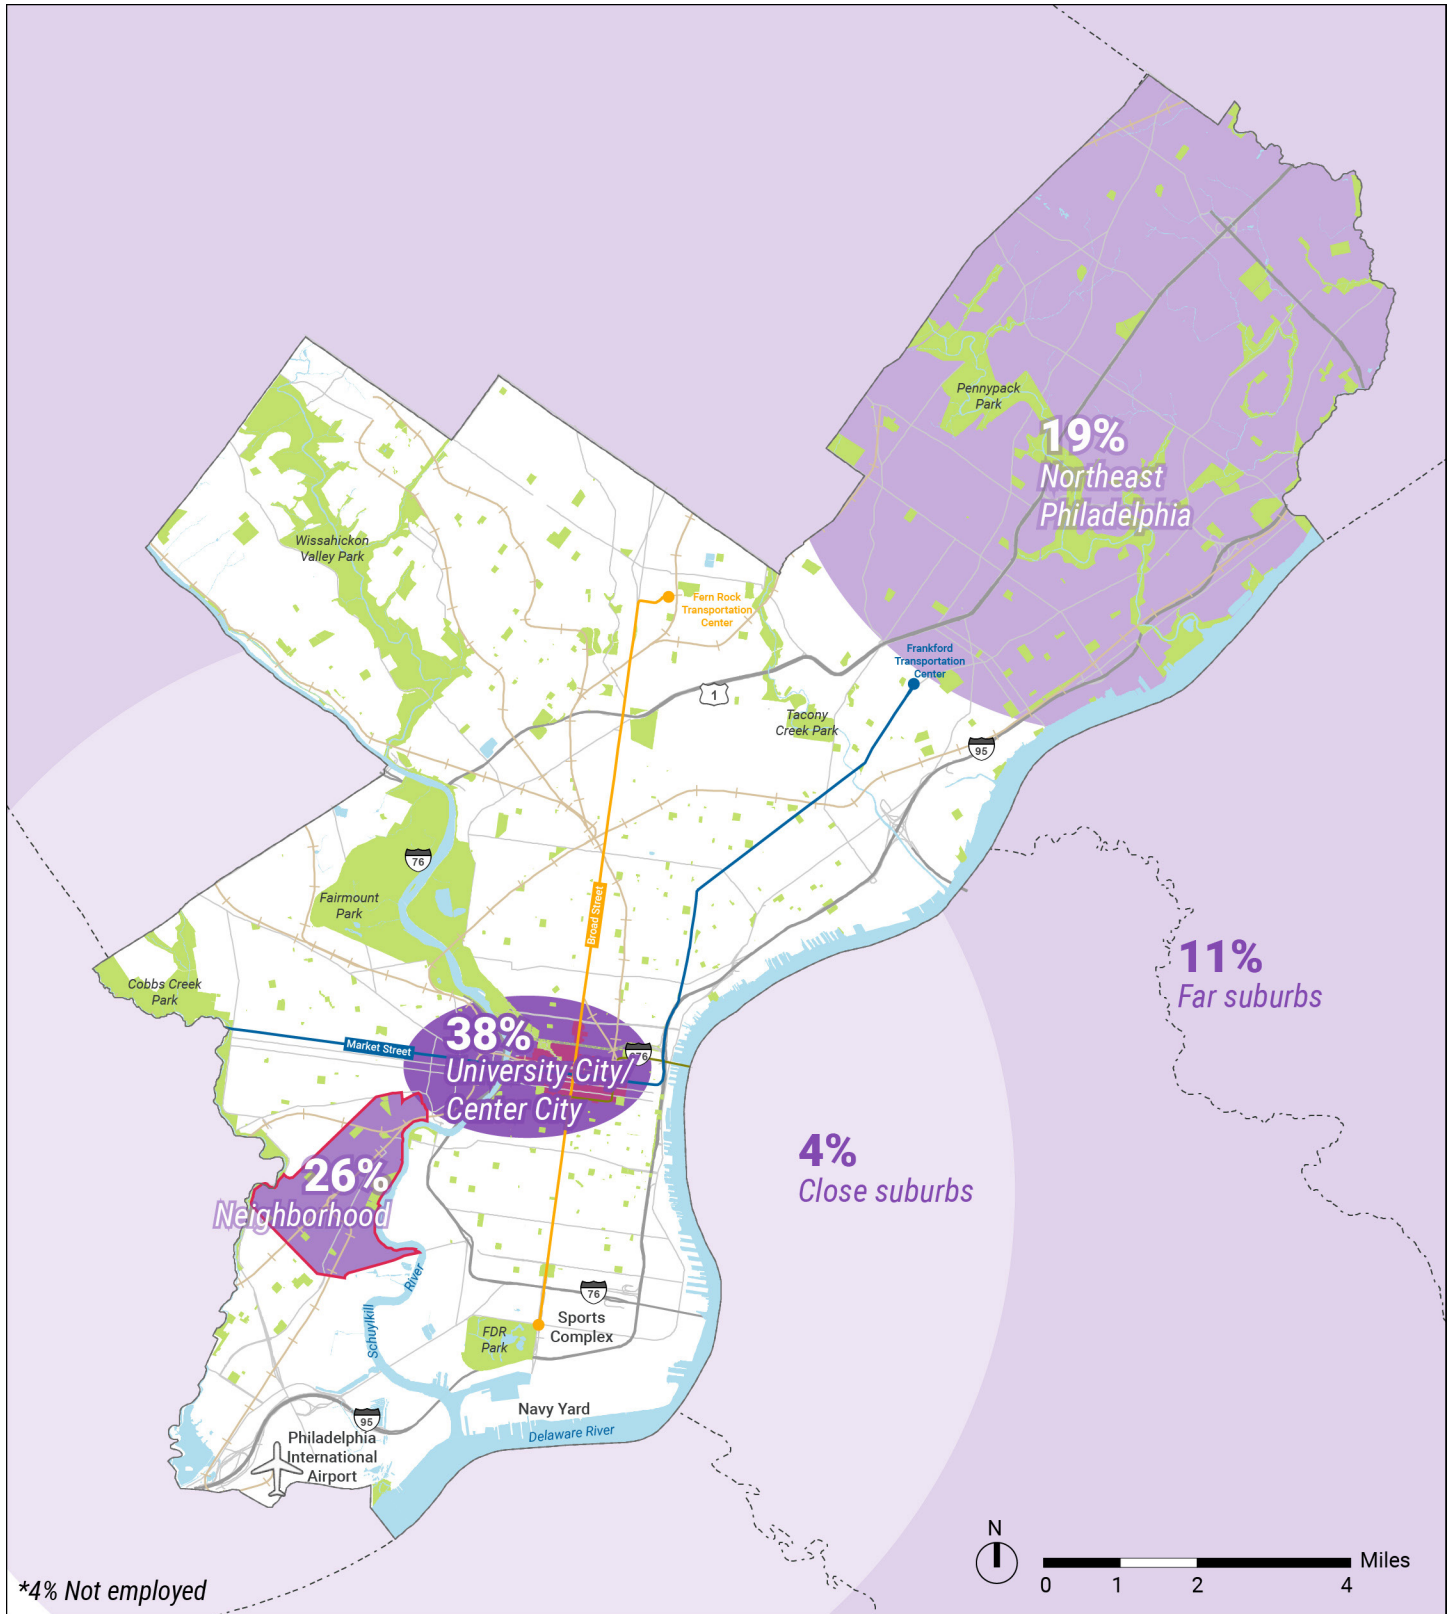 Pennypack
Park
19%
Northeast
Philadelphia
Wissahickon
Valley Park
Fern Rock
Transportation
Center
Frankford
Transportation
Center
1
Tacony
Creek Park
95
76
Fairmount
Park
Broad Street
11%
Far suburbs
Cobbs Creek
Park
Market Street
38%
University City/
Center City
676
4%
Close suburbs
26%
Neighborhood
Schuylkill
River
76
Sports
Complex
FDR
Park
Navy Yard
Delaware River
95
Philadelphia
International
Airport
N
Miles
0 1 2 4
*4% Not employed